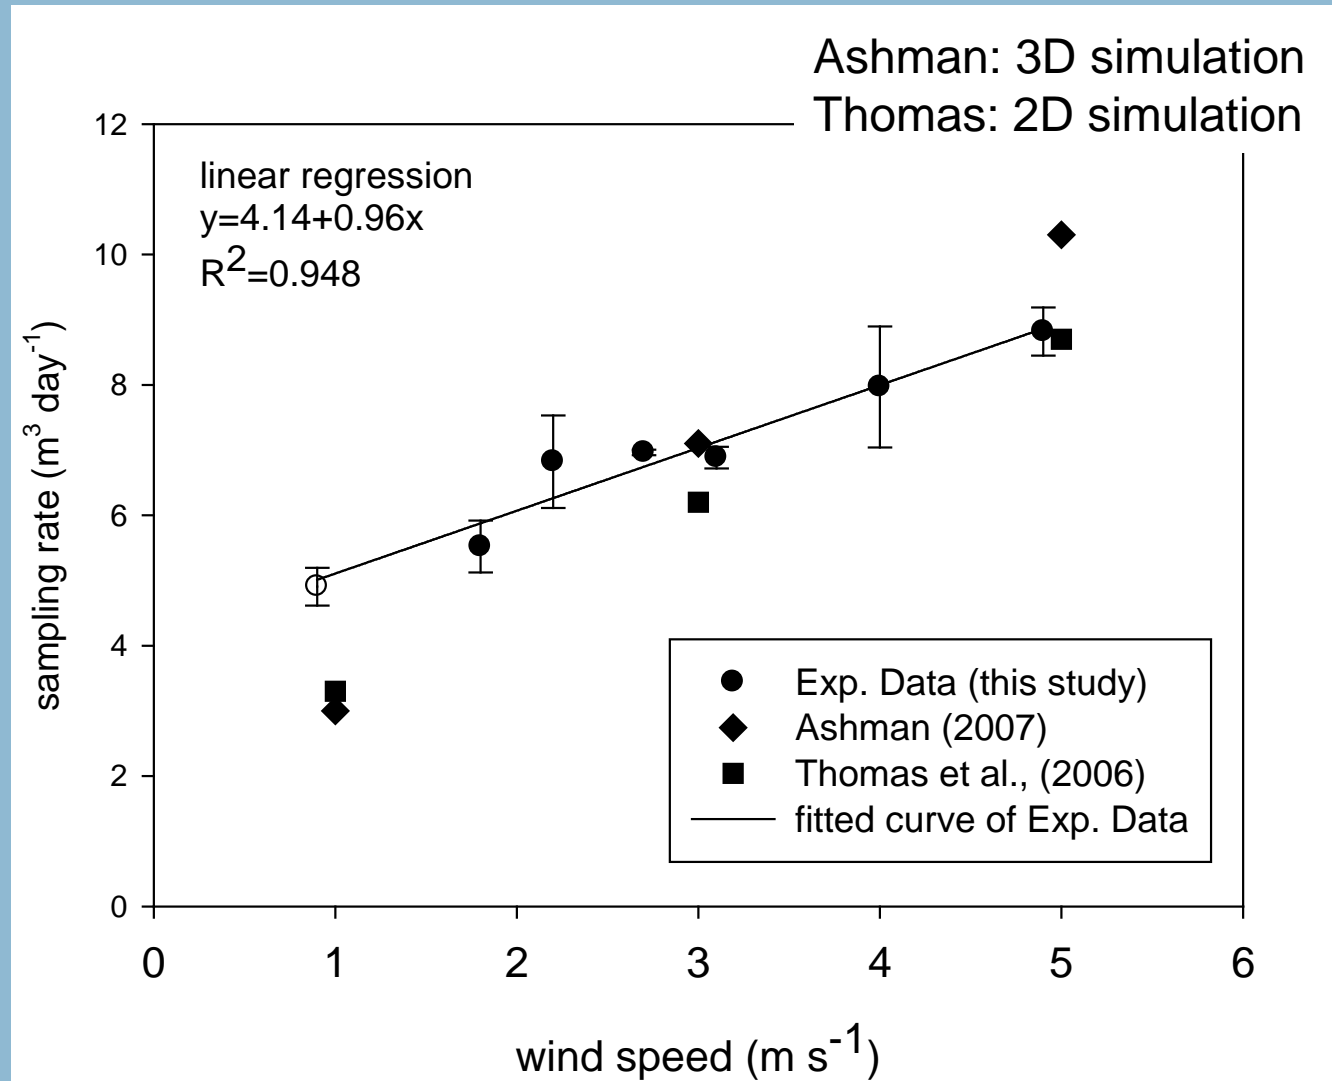 Ashman: 3D simulation
Thomas: 2D simulation
linear regression
y=4.14+0.96x
R²=0.948
12
10
8
6
4
2
0
sampling rate (m³ day⁻¹)
Exp. Data (this study)
Ashman (2007)
Thomas et al., (2006)
fitted curve of Exp. Data
0 1 2 3 4 5 6
wind speed (m s⁻¹)